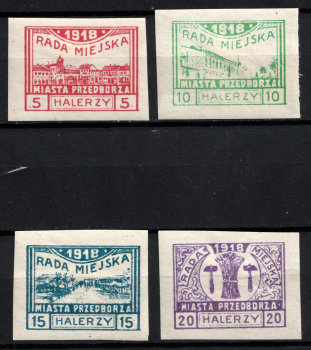 1918
RADA MIEJSKA
MIASTA PRZEDBORZA
5 HALERZY 5
1918
RADA MIEJSKA
MIASTA PRZEDBORZA
10 HALERZY 10
1918
RADA MIEJSKA
MIASTA PRZEDBORZA
15 HALERZY 15
1918
RADA MIEJSKA
MIASTA PRZEDBORZA
20 HALERZY 20